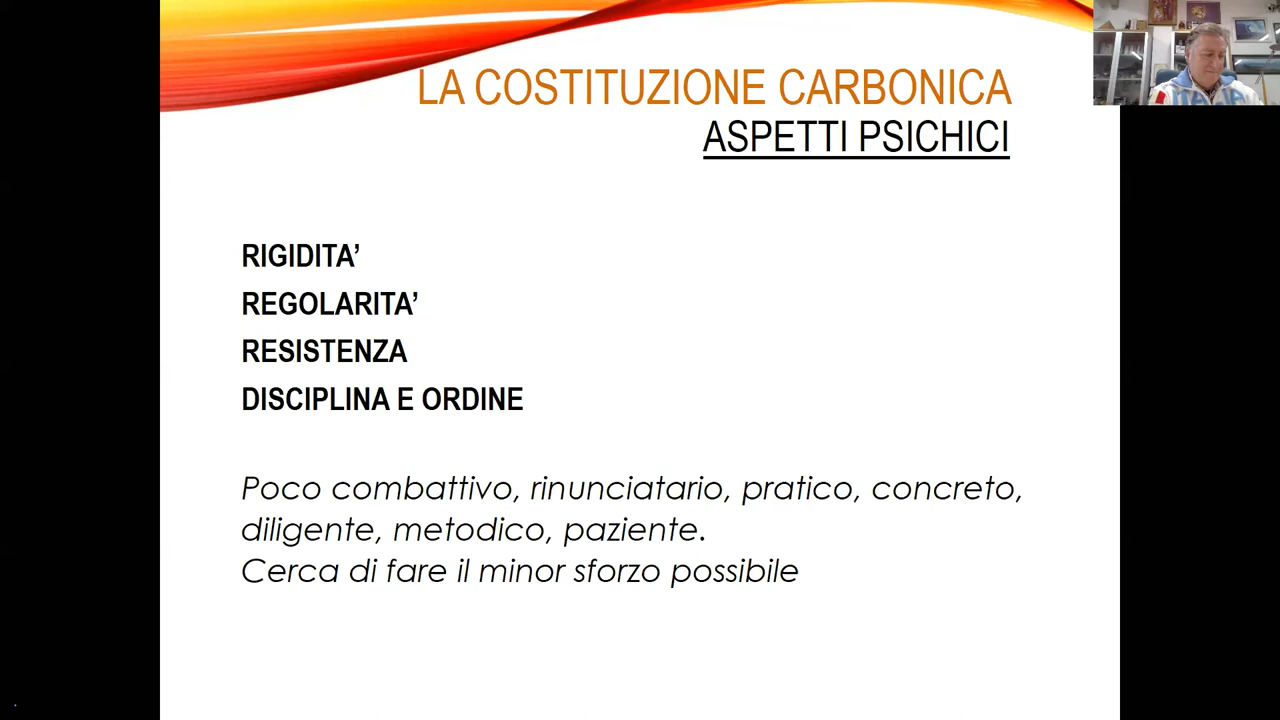 LA COSTITUZIONE CARBONICA
ASPETTI PSICHICI
RIGIDITA’
REGOLARITA’
RESISTENZA
DISCIPLINA E ORDINE
Poco combattivo, rinunciatario, pratico, concreto,
diligente, metodico, paziente.
Cerca di fare il minor sforzo possibile
ITALIA